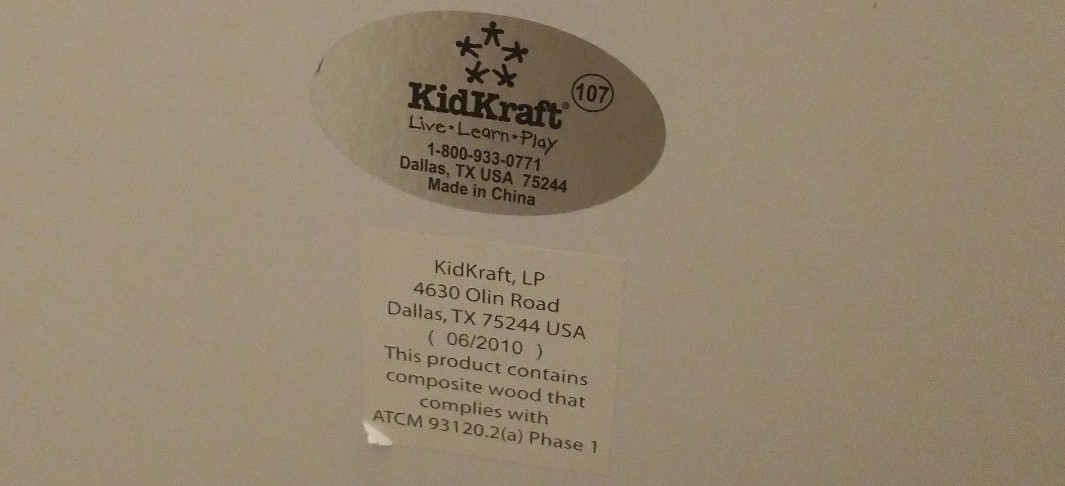 KidKraft®
107
Live•Learn•Play
1-800-933-0771
Dallas, TX USA 75244
Made in China
KidKraft, LP
4630 Olin Road
Dallas, TX 75244 USA
( 06/2010 )
This product contains
composite wood that
complies with
ATCM 93120.2(a) Phase 1